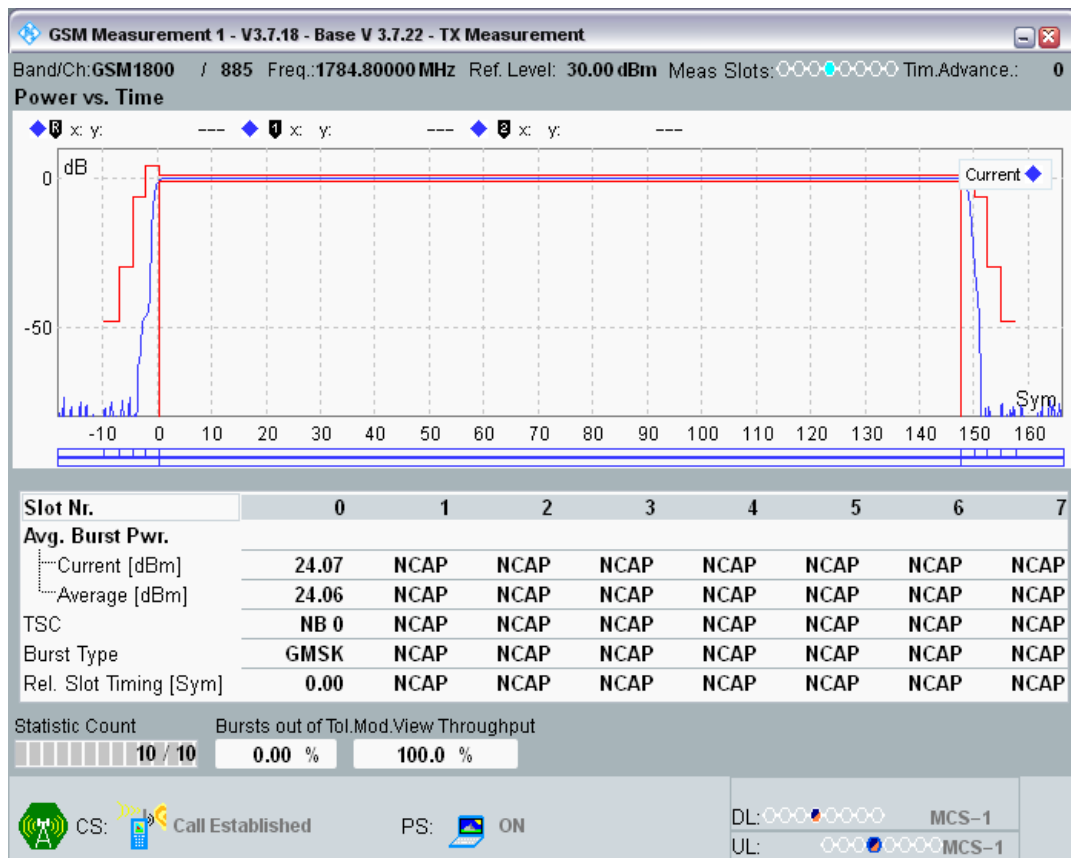 GSM Measurement 1 - V3.7.18 - Base V 3.7.22 - TX Measurement
Band/Ch:GSM1800 / 885 Freq.:1784.80000 MHz Ref. Level: 30.00 dBm Meas Slots: Tim.Advance.: 0
Power vs. Time
R x: y: --- 1 x: y: --- 2 x: y: ---
dB
Current
0
-50
Sym
-10 0 10 20 30 40 50 60 70 80 90 100 110 120 130 140 150 160
Slot Nr. 0 1 2 3 4 5 6 7
Avg. Burst Pwr.
Current [dBm] 24.07 NCAP NCAP NCAP NCAP NCAP NCAP NCAP
Average [dBm] 24.06 NCAP NCAP NCAP NCAP NCAP NCAP NCAP
TSC NB 0 NCAP NCAP NCAP NCAP NCAP NCAP NCAP
Burst Type GMSK NCAP NCAP NCAP NCAP NCAP NCAP NCAP
Rel. Slot Timing [Sym] 0.00 NCAP NCAP NCAP NCAP NCAP NCAP NCAP
Statistic Count Bursts out of Tol.Mod.View Throughput
10 / 10 0.00 % 100.0 %
DL: MCS-1
CS: Call Established PS: ON
UL: MCS-1